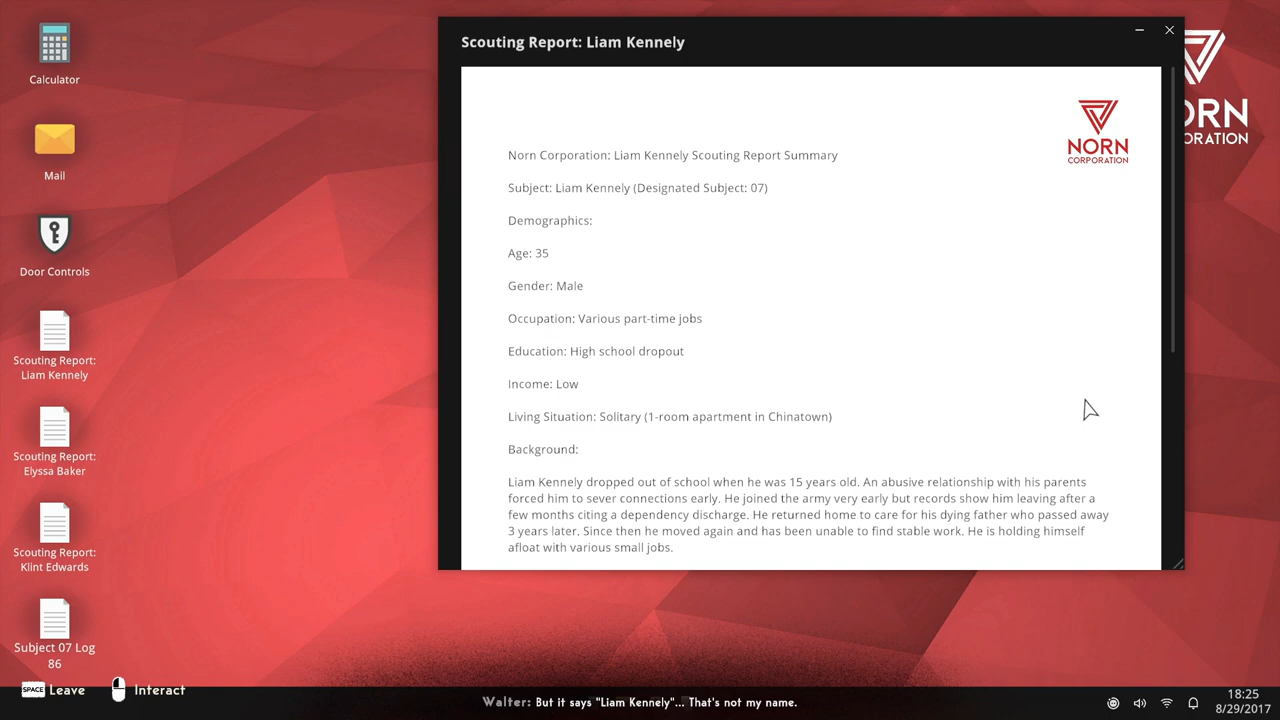 Calculator
Mail
Door Controls
Scouting Report:
Liam Kennely
Scouting Report:
Elyssa Baker
Scouting Report:
Klint Edwards
Subject 07 Log
86
Scouting Report: Liam Kennely
NORN
CORPORATION
Norn Corporation: Liam Kennely Scouting Report Summary
Subject: Liam Kennely (Designated Subject: 07)
Demographics:
Age: 35
Gender: Male
Occupation: Various part-time jobs
Education: High school dropout
Income: Low
Living Situation: Solitary (1-room apartment in Chinatown)
Background:
Liam Kennely dropped out of school when he was 15 years old. An abusive relationship with his parents
forced him to sever connections early. He joined the army very early but records show him leaving after a
few months citing a dependency discharge. He returned home to care for his dying father who passed away
3 years later. Since then he moved again and has been unable to find stable work. He is holding himself
afloat with various small jobs.
ORN
CORPORATION
SPACE Leave
Interact
Walter: But it says "Liam Kennely"... That's not my name.
18:25
8/29/2017